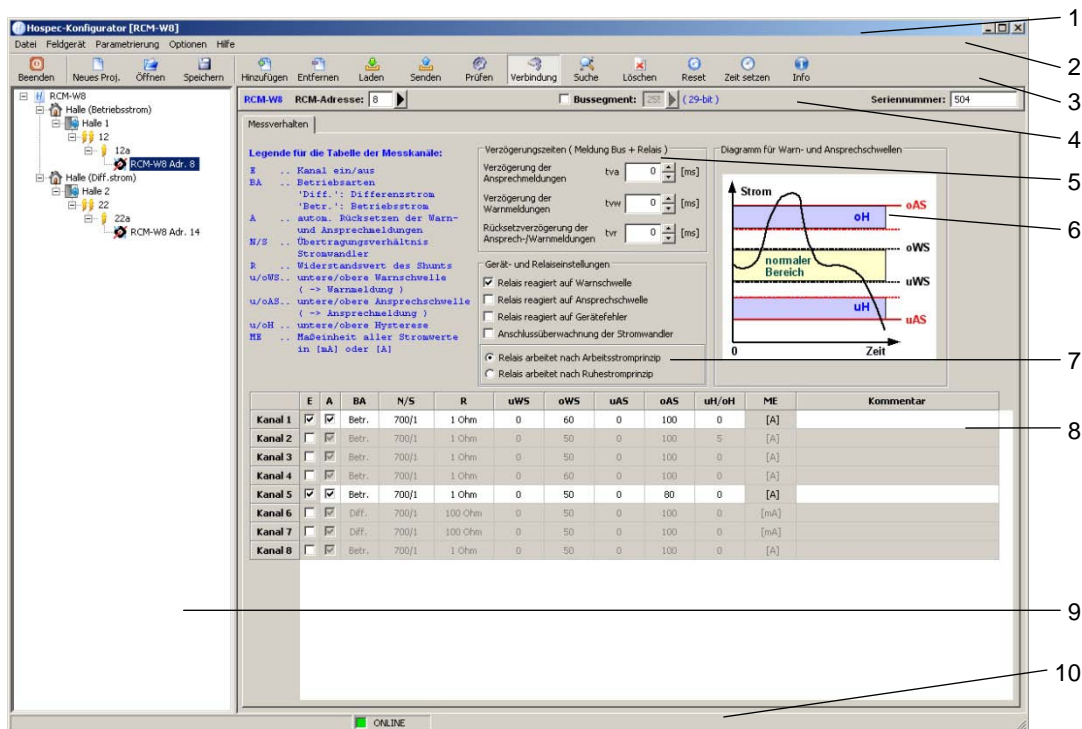 Hospec-Konfigurator [RCM-W8]
1
Datei Feldgerät Parametrierung Optionen Hilfe
2
Beenden Neues Proj. Öffnen Speichern Hinzufügen Entfernen Laden Senden Prüfen Verbindung Suche Löschen Reset Zeit setzen Info
3
RCM-W8
Halle (Betriebsstrom)
Halle 1
12
12a
RCM-W8 Adr. 8
Halle (Diff.strom)
Halle 2
22
22a
RCM-W8 Adr. 14
RCM-W8 RCM-Adresse: 8 Bussegment: 255 (29-bit) Seriennummer: 504
4
Messverhalten
Legende für die Tabelle der Messkanäle:
E .. Kanal ein/aus
BA .. Betriebsarten
'Diff.': Differenzstrom
'Betr.': Betriebsstrom
A .. autom. Rücksetzen der Warn-
und Ansprechmeldungen
N/S .. Übertragungsverhältnis
Stromwandler
R .. Widerstandswert des Shunts
u/oWS.. untere/obere Warnschwelle
( -> Warnmeldung )
u/oAS.. untere/obere Ansprechschwelle
( -> Ansprechmeldung )
u/oH .. untere/obere Hysterese
ME .. Maßeinheit aller Stromwerte
in [mA] oder [A]
Verzögerungszeiten ( Meldung Bus + Relais )
5
Verzögerung der
Ansprechmeldungen tva 0 [ms]
Verzögerung der
Warnmeldungen tvw 0 [ms]
Rücksetzverzögerung der
Ansprech-/Warnmeldungen tvr 0 [ms]
Gerät- und Relaiseinstellungen
Relais reagiert auf Warnschwelle
Relais reagiert auf Ansprechschwelle
Relais reagiert auf Gerätefehler
Anschlussüberwachnung der Stromwandler
Relais arbeitet nach Arbeitsstromprinzip
7
Relais arbeitet nach Ruhestromprinzip
Diagramm für Warn- und Ansprechschwellen
Strom
oAS
oH
6
oWS
normaler
Bereich
uWS
uH
uAS
0 Zeit
E A BA N/S R uWS oWS uAS oAS uH/oH ME Kommentar
Kanal 1 Betr. 700/1 1 Ohm 0 60 0 100 0 [A]
8
Kanal 2 Betr. 700/1 1 Ohm 0 50 0 100 5 [A]
Kanal 3 Betr. 700/1 1 Ohm 0 50 0 100 0 [A]
Kanal 4 Betr. 700/1 1 Ohm 0 60 0 100 0 [A]
Kanal 5 Betr. 700/1 1 Ohm 0 50 0 80 0 [A]
Kanal 6 Diff. 700/1 100 Ohm 0 50 0 100 0 [mA]
Kanal 7 Diff. 700/1 100 Ohm 0 50 0 100 0 [mA]
Kanal 8 Betr. 700/1 1 Ohm 0 50 0 100 0 [A]
9
10
ONLINE